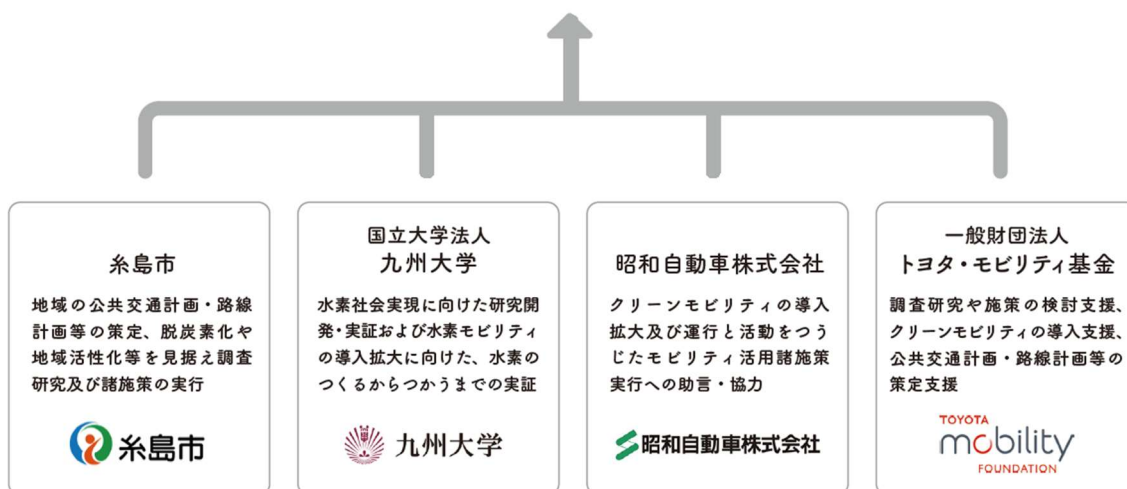 糸島市
地域の公共交通計画・路線
計画等の策定、脱炭素化や
地域活性化等を見据え調査
研究及び諸施策の実行
糸島市
国立大学法人
九州大学
水素社会実現に向けた研究開
発・実証および水素モビリティ
の導入拡大に向けた、水素の
つくるからつかうまでの実証
九州大学
昭和自動車株式会社
クリーンモビリティの導入
拡大及び運行と活動をつう
じたモビリティ活用諸施策
実行への助言・協力
昭和自動車株式会社
一般財団法人
トヨタ・モビリティ基金
調査研究や施策の検討支援、
クリーンモビリティの導入支援、
公共交通計画・路線計画等の
策定支援
TOYOTA
mobility
FOUNDATION